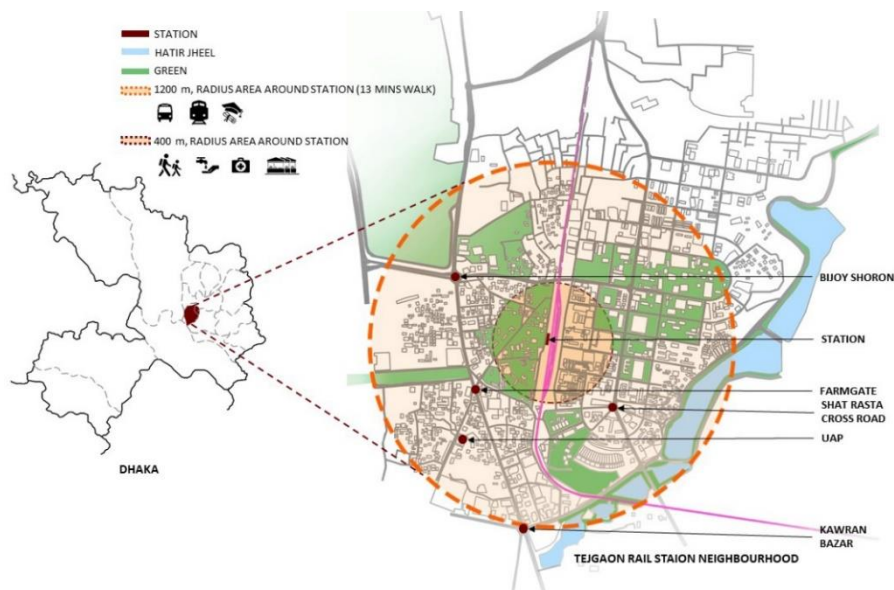 STATION
HATIR JHEEL
GREEN
1200 m, RADIUS AREA AROUND STATION (13 MINS WALK)
400 m, RADIUS AREA AROUND STATION
DHAKA
BIJOY SHORON
STATION
FARMGATE
SHAT RASTA
CROSS ROAD
UAP
KAWRAN
BAZAR
TEJGAON RAIL STAION NEIGHBOURHOOD